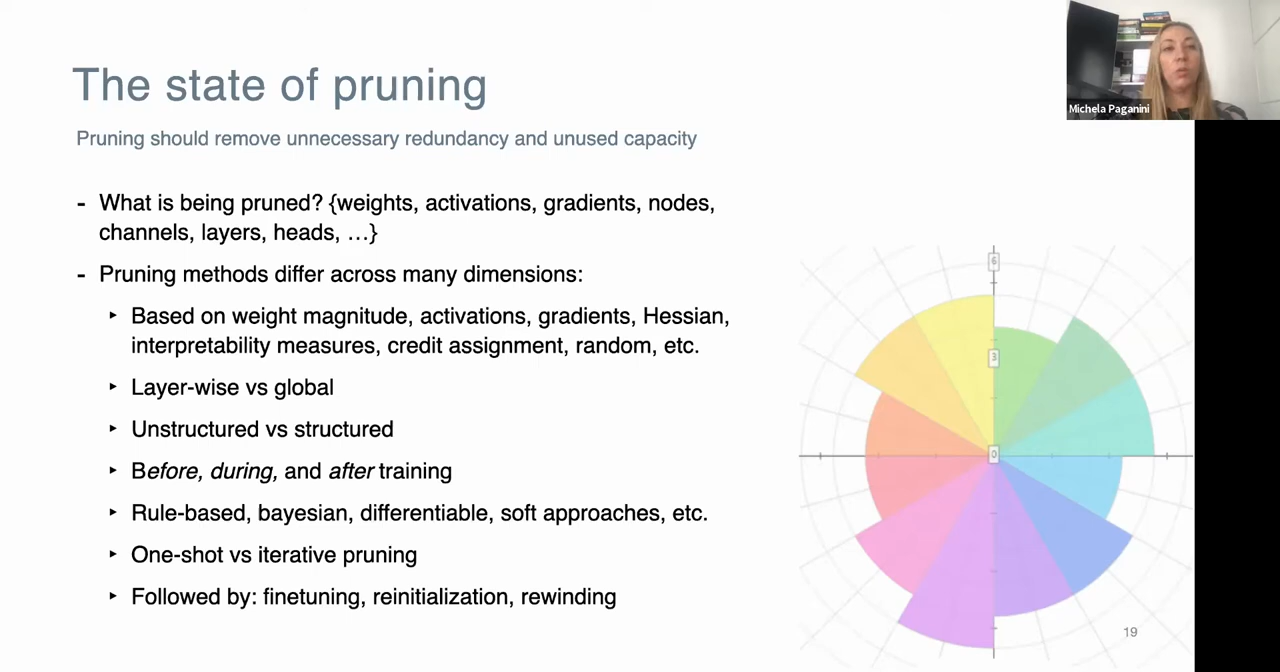 Michela Paganini
The state of pruning
Pruning should remove unnecessary redundancy and unused capacity
- What is being pruned? {weights, activations, gradients, nodes,
channels, layers, heads, …}
- Pruning methods differ across many dimensions:
‣ Based on weight magnitude, activations, gradients, Hessian,
interpretability measures, credit assignment, random, etc.
‣ Layer-wise vs global
‣ Unstructured vs structured
‣ Before, during, and after training
‣ Rule-based, bayesian, differentiable, soft approaches, etc.
‣ One-shot vs iterative pruning
‣ Followed by: finetuning, reinitialization, rewinding
6
3
0
19